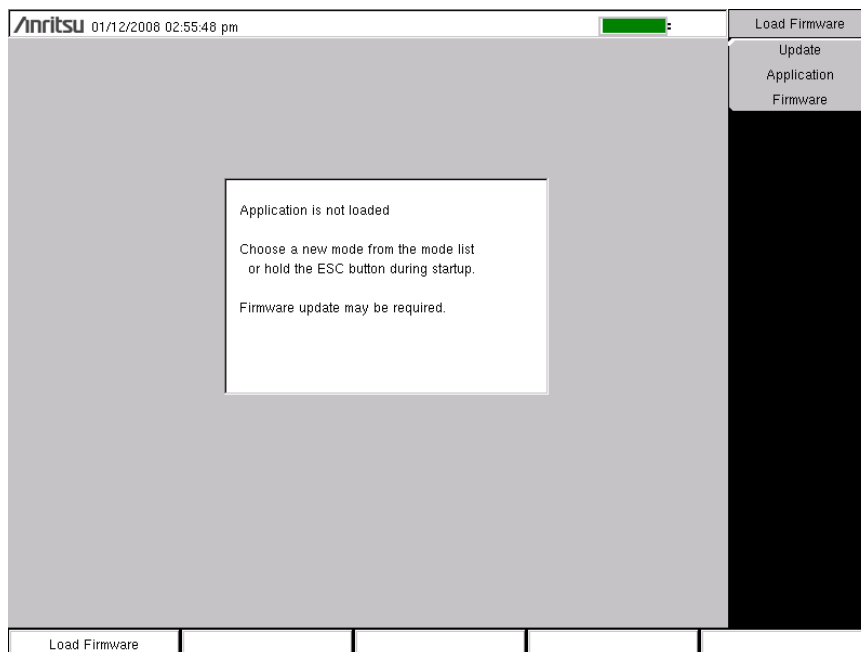 Anritsu 01/12/2008 02:55:48 pm
Load Firmware
Update
Application
Firmware
Application is not loaded
Choose a new mode from the mode list
or hold the ESC button during startup.
Firmware update may be required.
Load Firmware